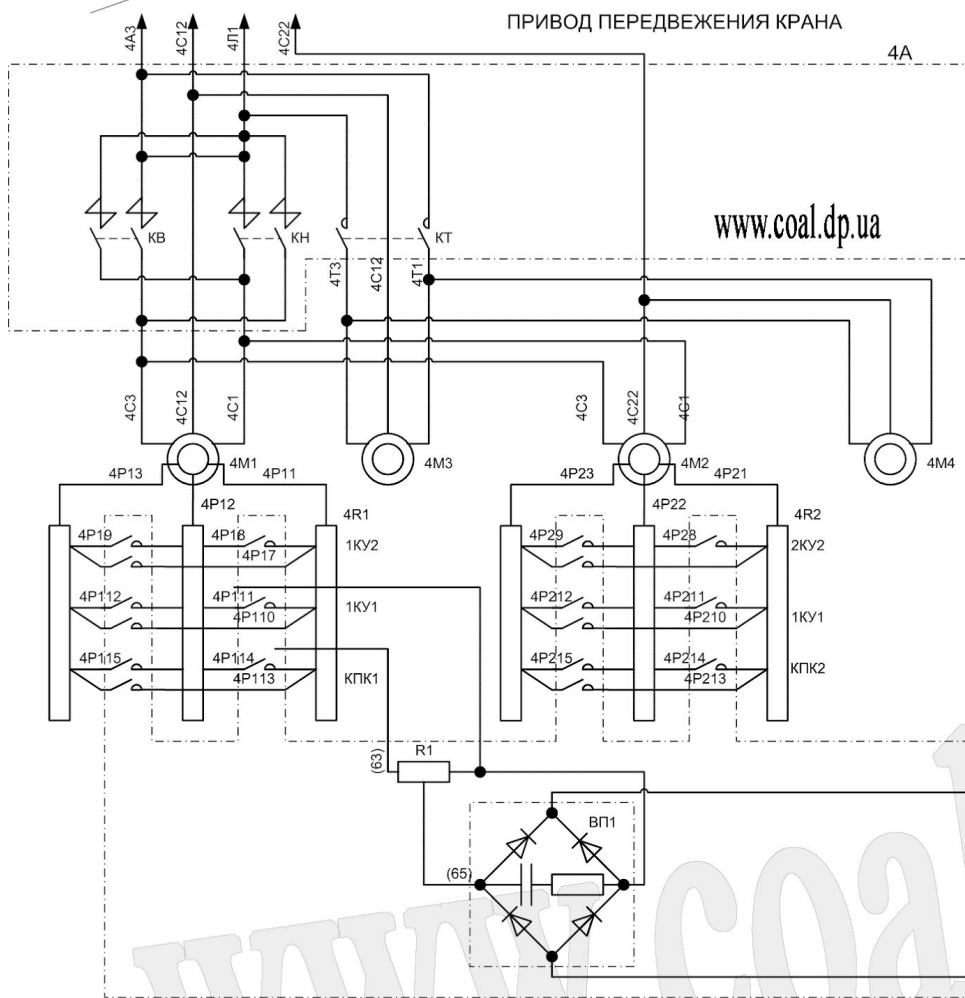 ПРИВОД ПЕРЕДВЕЖЕНИЯ КРАНА
4А3 4С12 4Л1 4С22
4А
www.coal.dp.ua
КВ КН КТ
4Т3 4С12 4Т1
4С3 4С12 4С1 4С3 4С22 4С1
4М1 4М3 4М2 4М4
4Р13 4Р11 4Р23 4Р21
4Р12 4R1 4Р22 4R2
4Р19 4Р18 1КУ2 4Р29 4Р28 2КУ2
4Р17
4Р112 4Р111 1КУ1 4Р212 4Р211 1КУ1
4Р110 4Р210
4Р115 4Р114 КПК1 4Р215 4Р214 КПК2
4Р113 4Р213
(63) R1
ВП1
(65)
www.coal